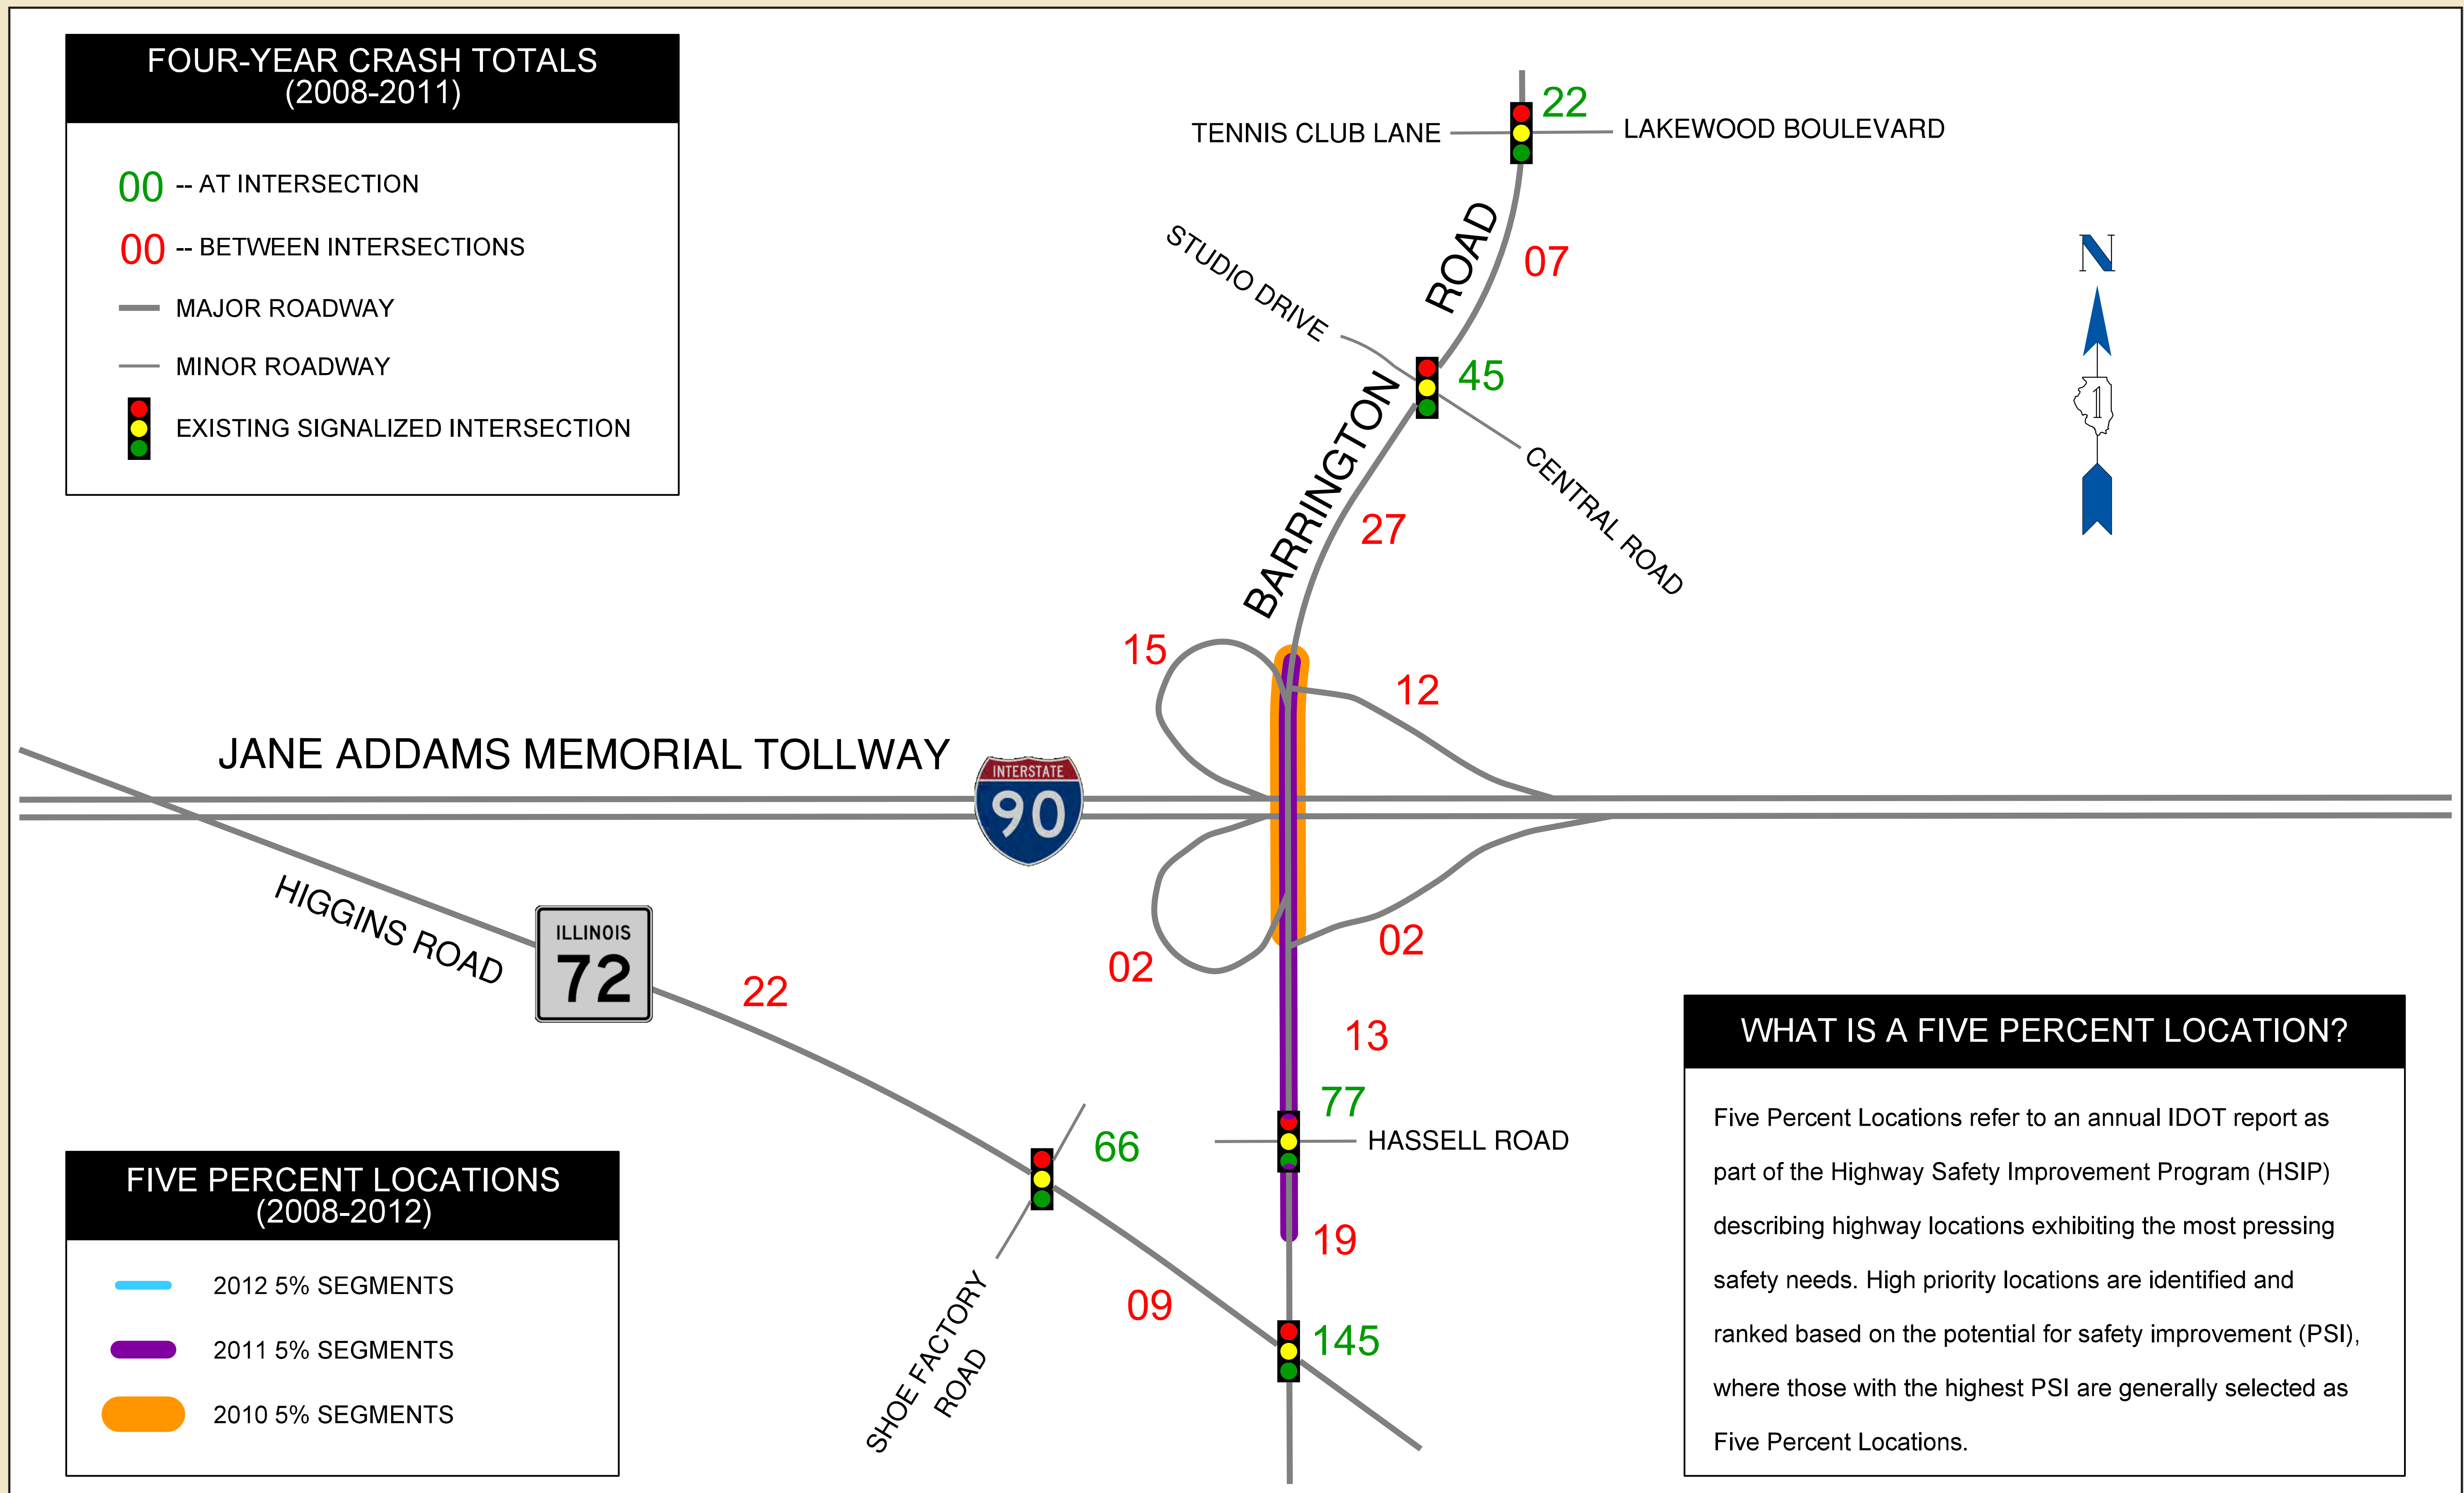 FOUR-YEAR CRASH TOTALS
(2008-2011)
00 -- AT INTERSECTION
00 -- BETWEEN INTERSECTIONS
MAJOR ROADWAY
MINOR ROADWAY
EXISTING SIGNALIZED INTERSECTION
22
TENNIS CLUB LANE
LAKEWOOD BOULEVARD
BARRINGTON ROAD
07
STUDIO DRIVE
45
CENTRAL ROAD
27
N
1
15
12
JANE ADDAMS MEMORIAL TOLLWAY
INTERSTATE
90
HIGGINS ROAD
ILLINOIS
72
22
02
02
13
77
HASSELL ROAD
66
19
09
145
SHOE FACTORY
ROAD
FIVE PERCENT LOCATIONS
(2008-2012)
2012 5% SEGMENTS
2011 5% SEGMENTS
2010 5% SEGMENTS
WHAT IS A FIVE PERCENT LOCATION?
Five Percent Locations refer to an annual IDOT report as
part of the Highway Safety Improvement Program (HSIP)
describing highway locations exhibiting the most pressing
safety needs. High priority locations are identified and
ranked based on the potential for safety improvement (PSI),
where those with the highest PSI are generally selected as
Five Percent Locations.